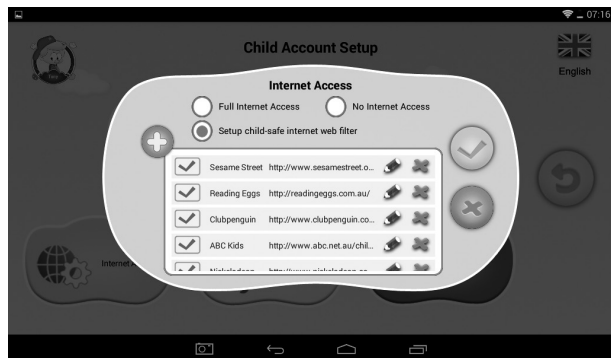 07:16
Child Account Setup
English
Internet Access
Full Internet Access
No Internet Access
Setup child-safe internet web filter
Sesame Street http://www.sesamestreet.o...
Reading Eggs http://readingeggs.com.au/
Clubpenguin http://www.clubpenguin.co...
ABC Kids http://www.abc.net.au/chil...
Internet A